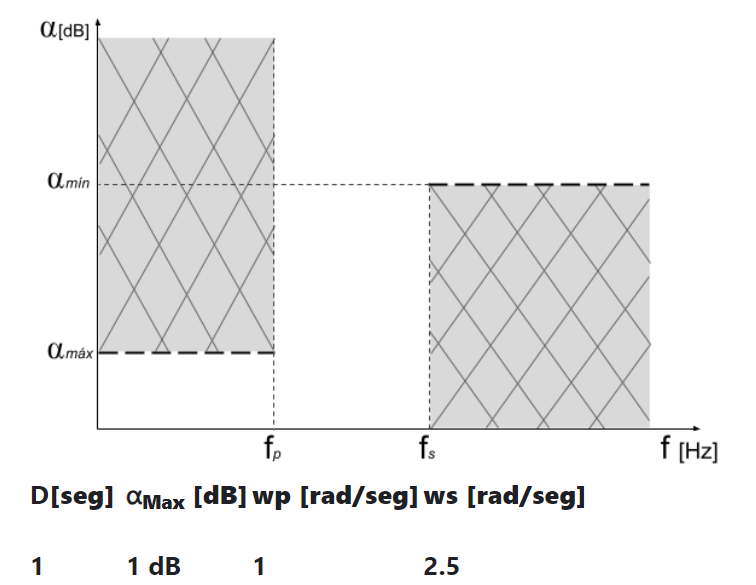 α[dB]
αmín
αmáx
fp fs f [Hz]
D[seg] αMax [dB] wp [rad/seg] ws [rad/seg]
1 1 dB 1 2.5